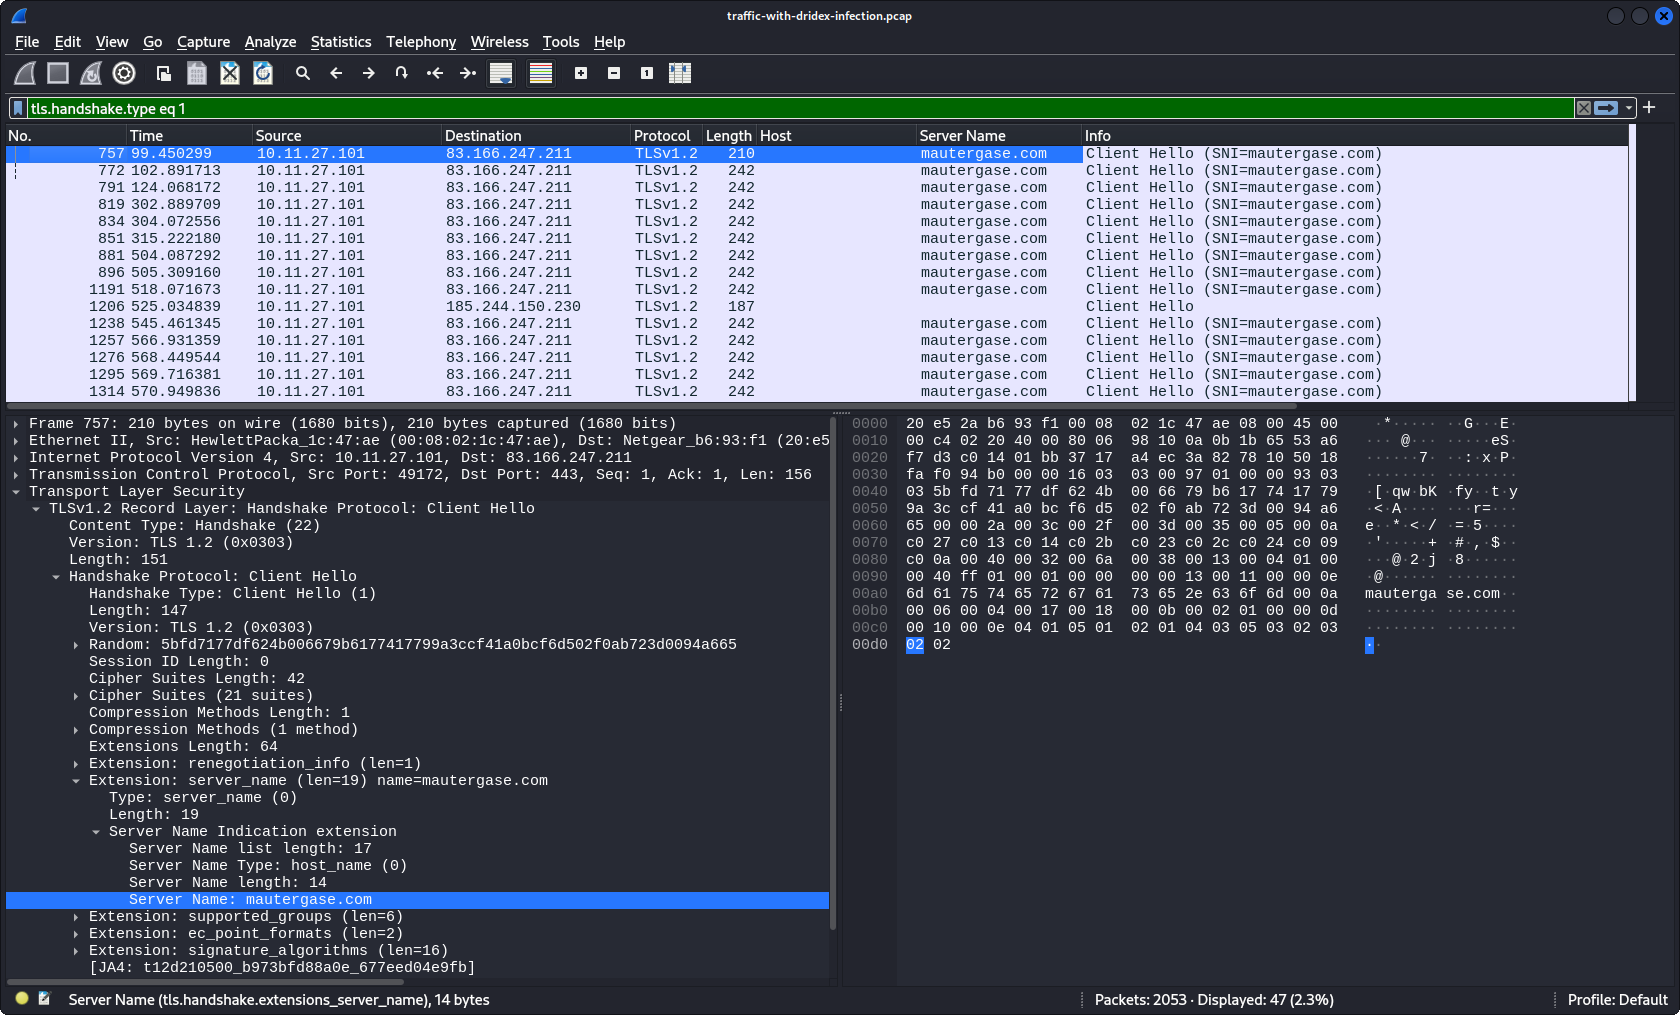 traffic-with-dridex-infection.pcap
File Edit View Go Capture Analyze Statistics Telephony Wireless Tools Help
tls.handshake.type eq 1
No. Time Source Destination Protocol Length Host Server Name Info
757 99.450299 10.11.27.101 83.166.247.211 TLSv1.2 210 mautergase.com Client Hello (SNI=mautergase.com)
772 102.891713 10.11.27.101 83.166.247.211 TLSv1.2 242 mautergase.com Client Hello (SNI=mautergase.com)
791 124.068172 10.11.27.101 83.166.247.211 TLSv1.2 242 mautergase.com Client Hello (SNI=mautergase.com)
819 302.889709 10.11.27.101 83.166.247.211 TLSv1.2 242 mautergase.com Client Hello (SNI=mautergase.com)
834 304.072556 10.11.27.101 83.166.247.211 TLSv1.2 242 mautergase.com Client Hello (SNI=mautergase.com)
851 315.222180 10.11.27.101 83.166.247.211 TLSv1.2 242 mautergase.com Client Hello (SNI=mautergase.com)
881 504.087292 10.11.27.101 83.166.247.211 TLSv1.2 242 mautergase.com Client Hello (SNI=mautergase.com)
896 505.309160 10.11.27.101 83.166.247.211 TLSv1.2 242 mautergase.com Client Hello (SNI=mautergase.com)
1191 518.071673 10.11.27.101 83.166.247.211 TLSv1.2 242 mautergase.com Client Hello (SNI=mautergase.com)
1206 525.034839 10.11.27.101 185.244.150.230 TLSv1.2 187 Client Hello
1238 545.461345 10.11.27.101 83.166.247.211 TLSv1.2 242 mautergase.com Client Hello (SNI=mautergase.com)
1257 566.931359 10.11.27.101 83.166.247.211 TLSv1.2 242 mautergase.com Client Hello (SNI=mautergase.com)
1276 568.449544 10.11.27.101 83.166.247.211 TLSv1.2 242 mautergase.com Client Hello (SNI=mautergase.com)
1295 569.716381 10.11.27.101 83.166.247.211 TLSv1.2 242 mautergase.com Client Hello (SNI=mautergase.com)
1314 570.949836 10.11.27.101 83.166.247.211 TLSv1.2 242 mautergase.com Client Hello (SNI=mautergase.com)
Frame 757: 210 bytes on wire (1680 bits), 210 bytes captured (1680 bits)
Ethernet II, Src: HewlettPacka_1c:47:ae (00:08:02:1c:47:ae), Dst: Netgear_b6:93:f1 (20:e5
Internet Protocol Version 4, Src: 10.11.27.101, Dst: 83.166.247.211
Transmission Control Protocol, Src Port: 49172, Dst Port: 443, Seq: 1, Ack: 1, Len: 156
Transport Layer Security
TLSv1.2 Record Layer: Handshake Protocol: Client Hello
Content Type: Handshake (22)
Version: TLS 1.2 (0x0303)
Length: 151
Handshake Protocol: Client Hello
Handshake Type: Client Hello (1)
Length: 147
Version: TLS 1.2 (0x0303)
Random: 5bfd7177df624b006679b6177417799a3ccf41a0bcf6d502f0ab723d0094a665
Session ID Length: 0
Cipher Suites Length: 42
Cipher Suites (21 suites)
Compression Methods Length: 1
Compression Methods (1 method)
Extensions Length: 64
Extension: renegotiation_info (len=1)
Extension: server_name (len=19) name=mautergase.com
Type: server_name (0)
Length: 19
Server Name Indication extension
Server Name list length: 17
Server Name Type: host_name (0)
Server Name length: 14
Server Name: mautergase.com
Extension: supported_groups (len=6)
Extension: ec_point_formats (len=2)
Extension: signature_algorithms (len=16)
[JA4: t12d210500_b973bfd88a0e_677eed04e9fb]
0000 20 e5 2a b6 93 f1 00 08 02 1c 47 ae 08 00 45 00 ·*·····  ··G···E·
0010 00 c4 02 20 40 00 80 06 98 10 0a 0b 1b 65 53 a6 ··· @··· ·····eS·
0020 f7 d3 c0 14 01 bb 37 17 a4 ec 3a 82 78 10 50 18 ······7· ··:·x·P·
0030 fa f0 94 b0 00 00 16 03 03 00 97 01 00 00 93 03 ········ ········
0040 03 5b fd 71 77 df 62 4b 00 66 79 b6 17 74 17 79 ·[·qw·bK ·fy··t·y
0050 9a 3c cf 41 a0 bc f6 d5 02 f0 ab 72 3d 00 94 a6 ·<·A···· ···r=···
0060 65 00 00 2a 00 3c 00 2f 00 3d 00 35 00 05 00 0a e··*·<·/ ·=·5····
0070 c0 27 c0 13 c0 14 c0 2b c0 23 c0 2c c0 24 c0 09 ·'·····+ ·#·,·$··
0080 c0 0a 00 40 00 32 00 6a 00 38 00 13 00 04 01 00 ···@·2·j ·8······
0090 00 40 ff 01 00 01 00 00 00 00 13 00 11 00 00 0e ·@······ ········
00a0 6d 61 75 74 65 72 67 61 73 65 2e 63 6f 6d 00 0a mauterga se.com··
00b0 00 06 00 04 00 17 00 18 00 0b 00 02 01 00 00 0d ········ ········
00c0 00 10 00 0e 04 01 05 01 02 01 04 03 05 03 02 03 ········ ········
00d0 02 02 ··
Server Name (tls.handshake.extensions_server_name), 14 bytes
Packets: 2053 · Displayed: 47 (2.3%)
Profile: Default